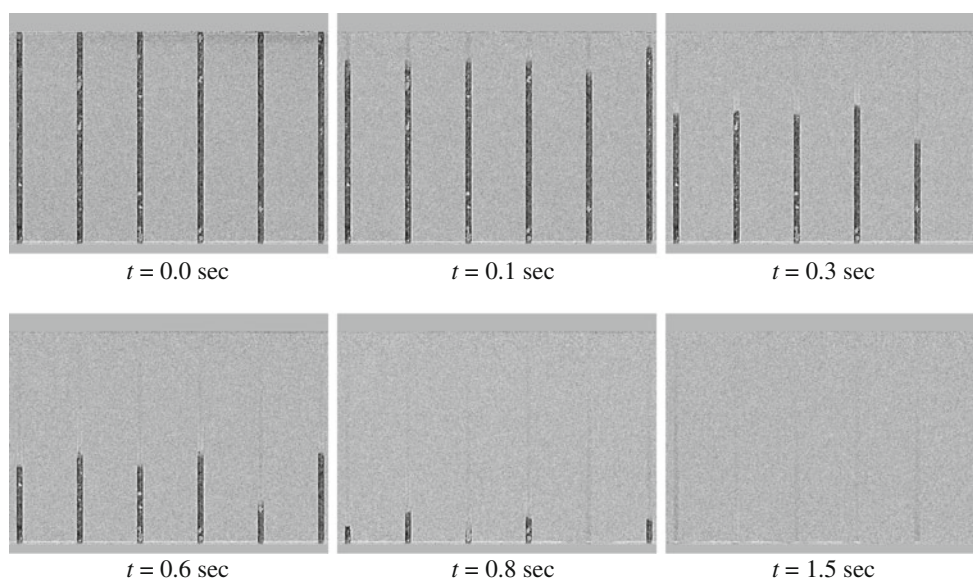 t = 0.0 sec
t = 0.1 sec
t = 0.3 sec
t = 0.6 sec
t = 0.8 sec
t = 1.5 sec